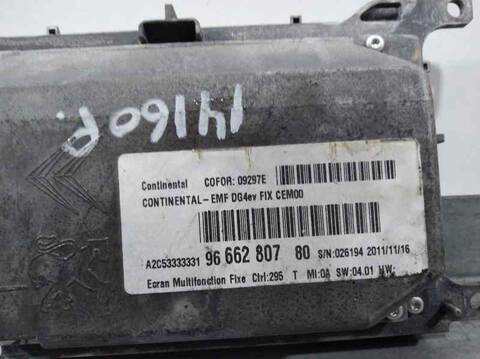 14160P.
Continental COFOR: 09297E
CONTINENTAL-EMF DG4ev FIX CEM00
A2C53333331 96 662 807 80 S/N:026194 2011/11/16
Ecran Multifonction Fixe Ctrl:295 T MI:0A SW:04.01 HW: